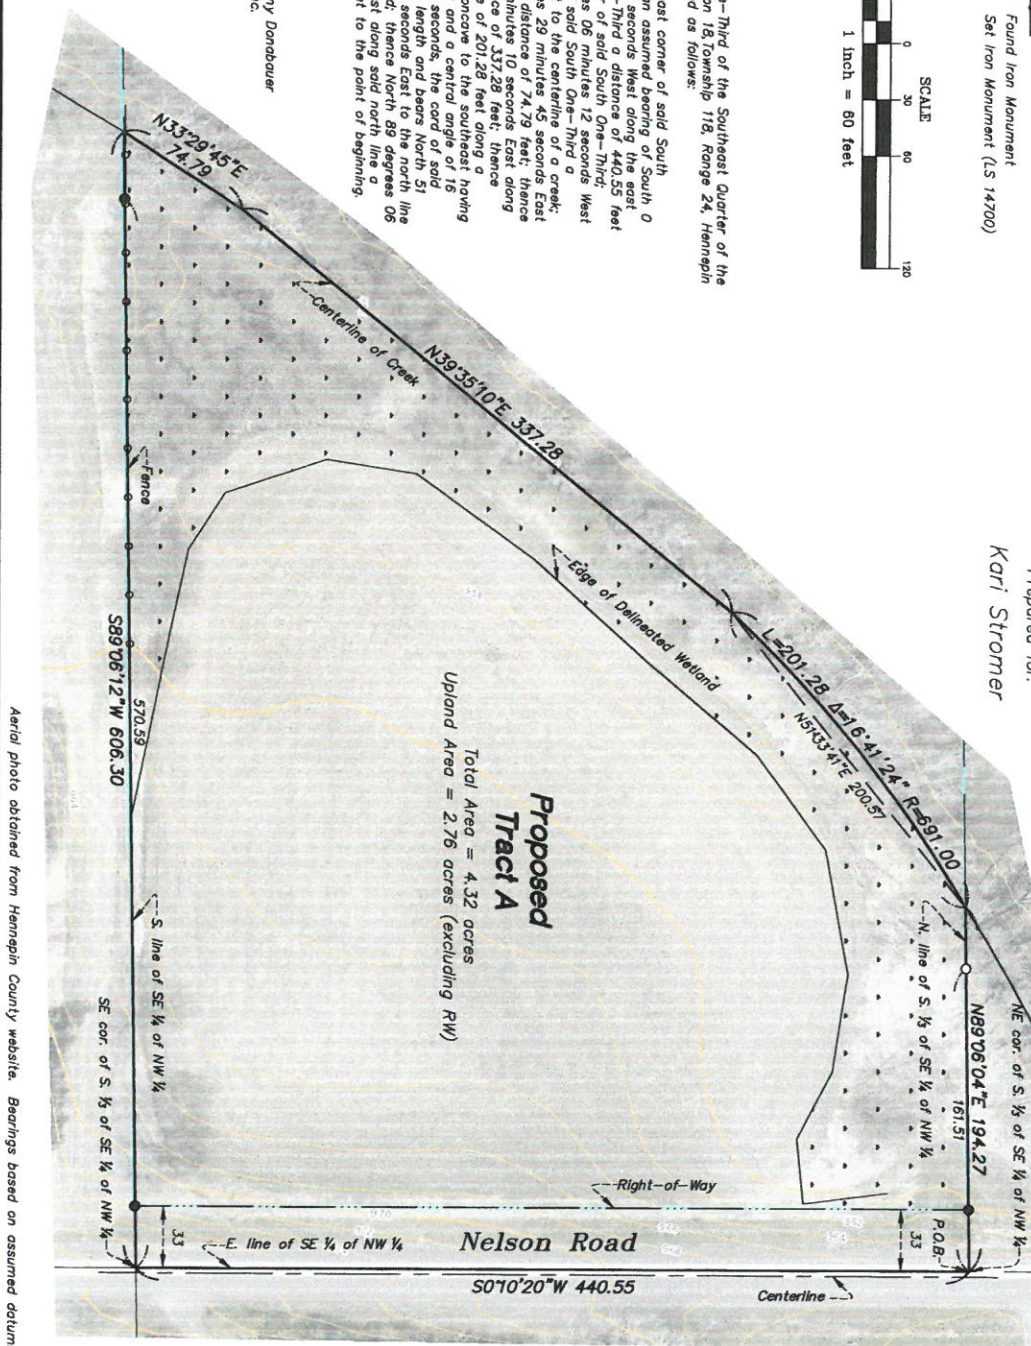 Found Iron Monument
Set Iron Monument (LS 14700)
SCALE
0
30
60
120
1 inch = 60 feet
Kari Stromer
e-Third of the Southeast Quarter of the
on 18, Township 118, Range 24, Hennepin
d as follows:
ast corner of said South
an assumed bearing of South 0
seconds West along the east
-Third a distance of 440.55 feet
r of said South One-Third;
es 06 minutes 12 seconds West
said South One-Third a
to the centerline of a creek;
es 29 minutes 45 seconds East
distance of 74.79 feet; thence
minutes 10 seconds East along
ce of 337.28 feet; thence
e of 201.28 feet along a
oncave to the southeast having
and a central angle of 16
seconds, the cord of said
length and bears North 51
seconds East to the north line
d; thence North 89 degrees 06
st along said north line a
t to the point of beginning.
ny Donabauer
nc.
N33°29'45"E
74.79
Centerline of Creek
N39°35'10"E 337.28
L=201.28 Δ=16°41'24" R=691.00
N51°33'41"E 200.57
Edge of Delineated Wetland
NE cor. of S. ⅓ of SE ¼ of NW ¼
N89°06'04"E 194.27
161.51
N. line of S. ⅓ of SE ¼ of NW ¼
P.O.B.
33
Proposed
Tract A
Total Area = 4.32 acres
Upland Area = 2.76 acres (excluding RW)
Fence
570.59
S89°06'12"W 606.30
S. line of SE ¼ of NW ¼
SE cor. of S. ⅓ of SE ¼ of NW ¼
33
Right-of-Way
970
E. line of SE ¼ of NW ¼
Nelson Road
S0°10'20"W 440.55
Centerline
Aerial photo obtained from Hennepin County website. Bearings based on assumed datum